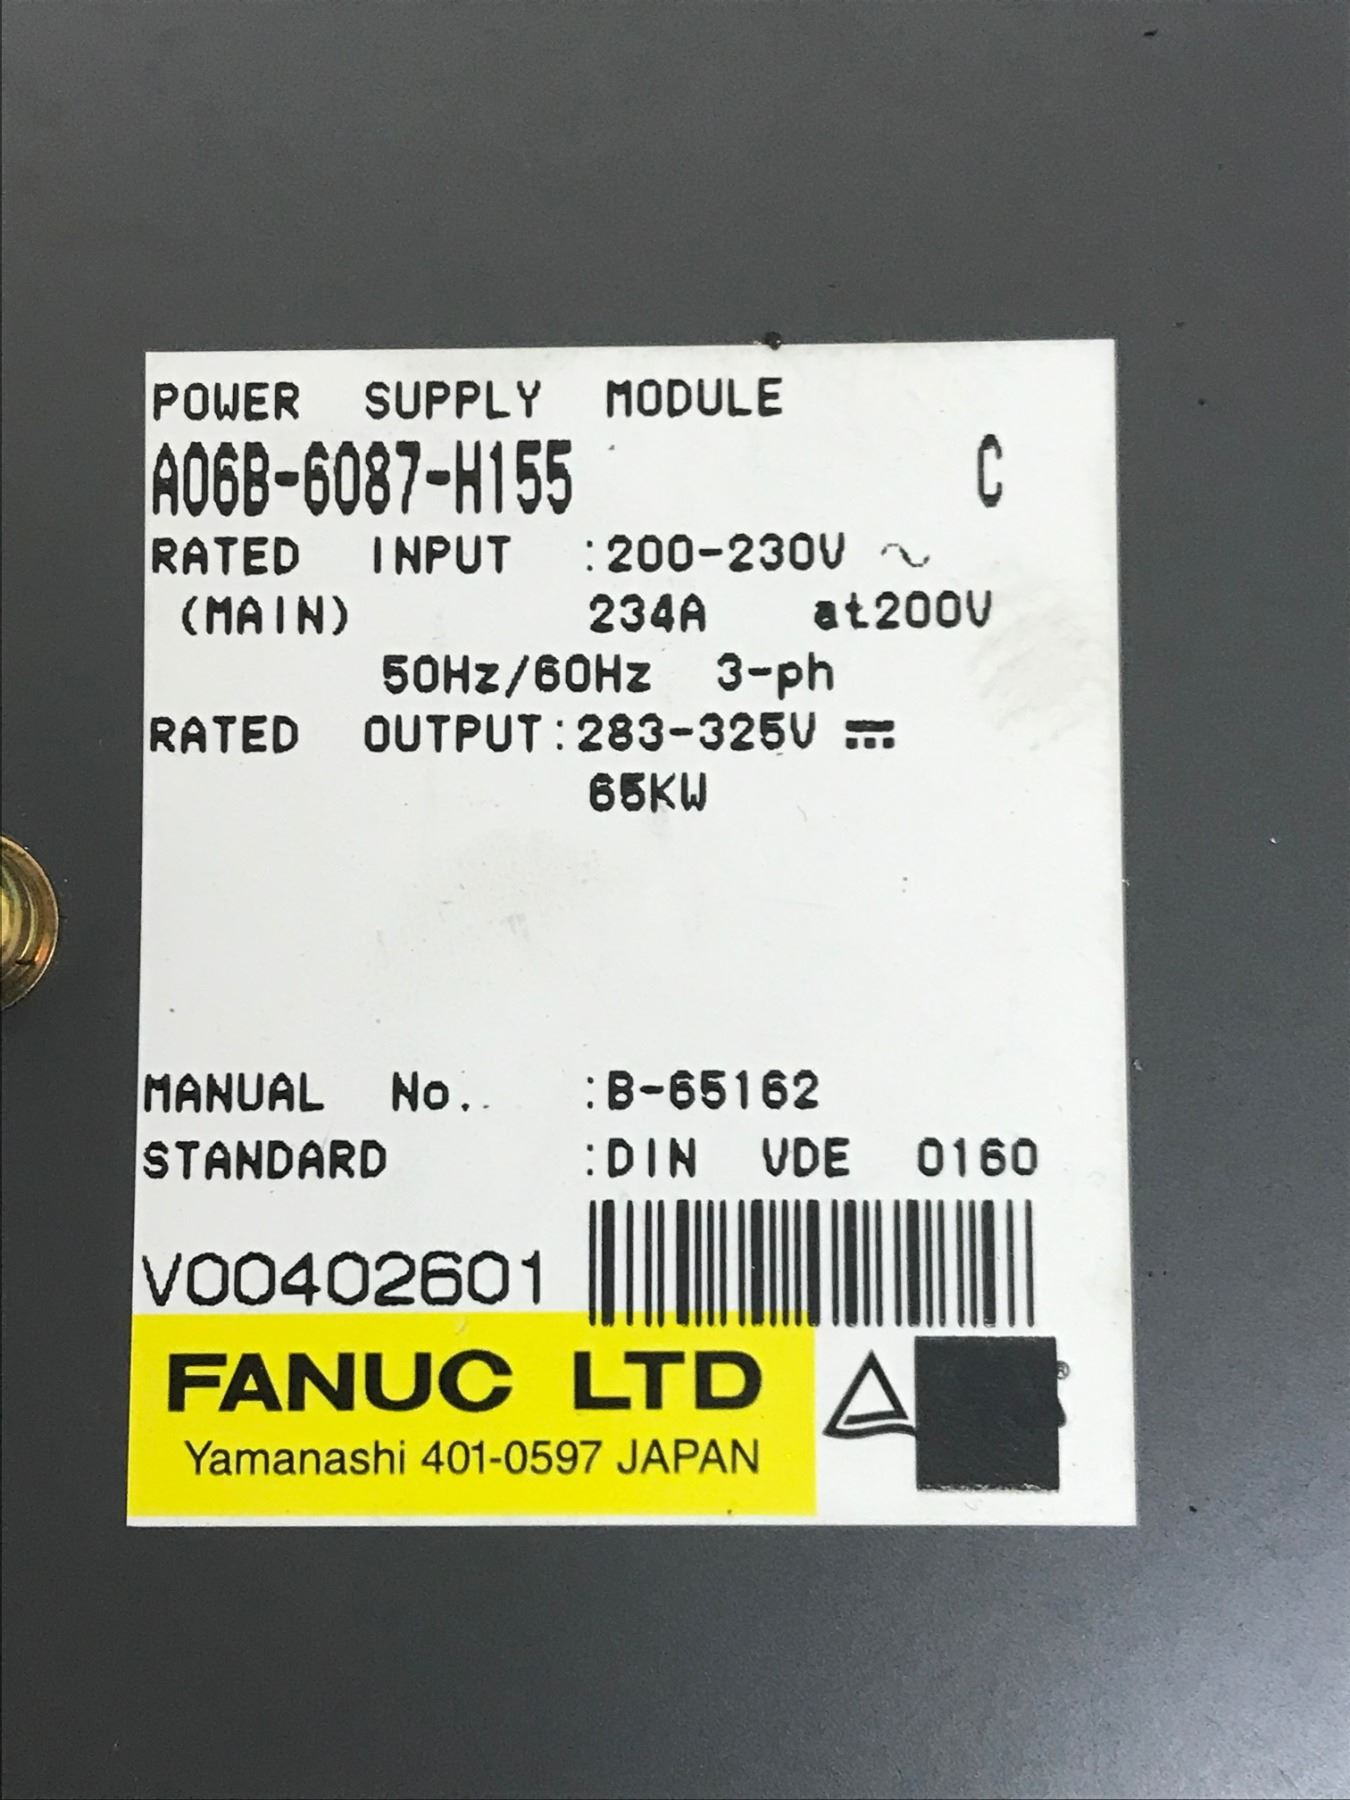 POWER SUPPLY MODULE
A06B-6087-H155 C
RATED INPUT :200-230V ~
(MAIN) 234A at200V
50Hz/60Hz 3-ph
RATED OUTPUT:283-325V ⎓
65KW
MANUAL No. :B-65162
STANDARD :DIN VDE 0160
V00402601
FANUC LTD
Yamanashi 401-0597 JAPAN
®